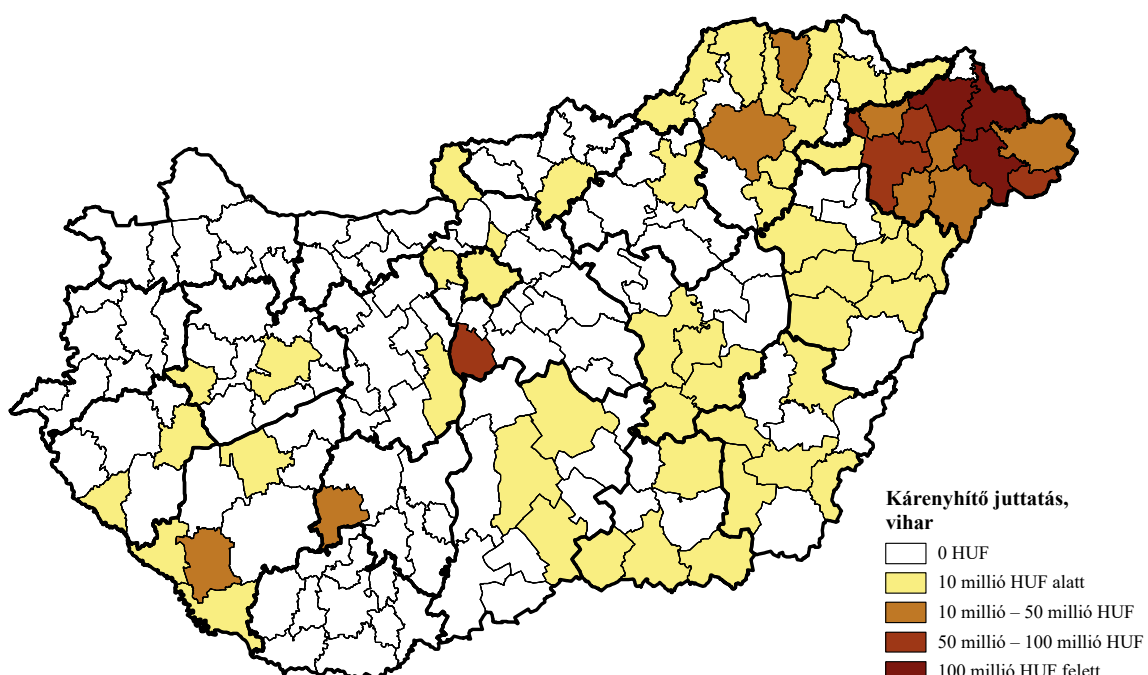 Kárenyhítő juttatás,
vihar
0 HUF
10 millió HUF alatt
10 millió – 50 millió HUF
50 millió – 100 millió HUF
100 millió HUF felett